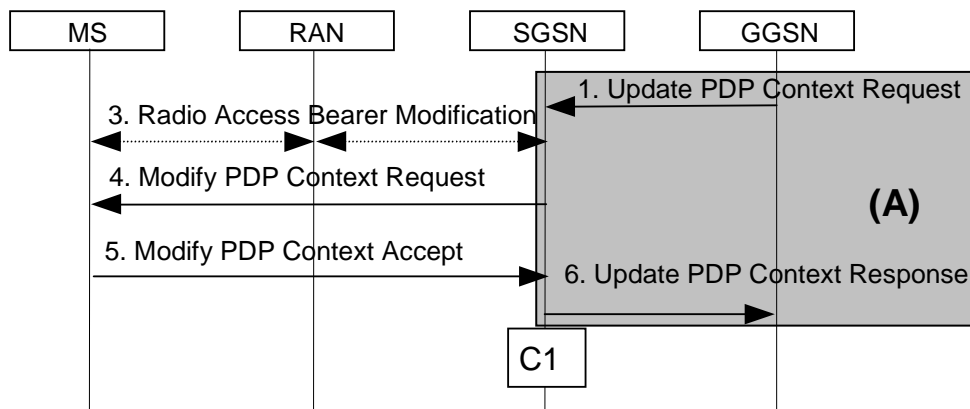 MS
RAN
SGSN
GGSN
1. Update PDP Context Request
3. Radio Access Bearer Modification
4. Modify PDP Context Request
(A)
5. Modify PDP Context Accept
6. Update PDP Context Response
C1